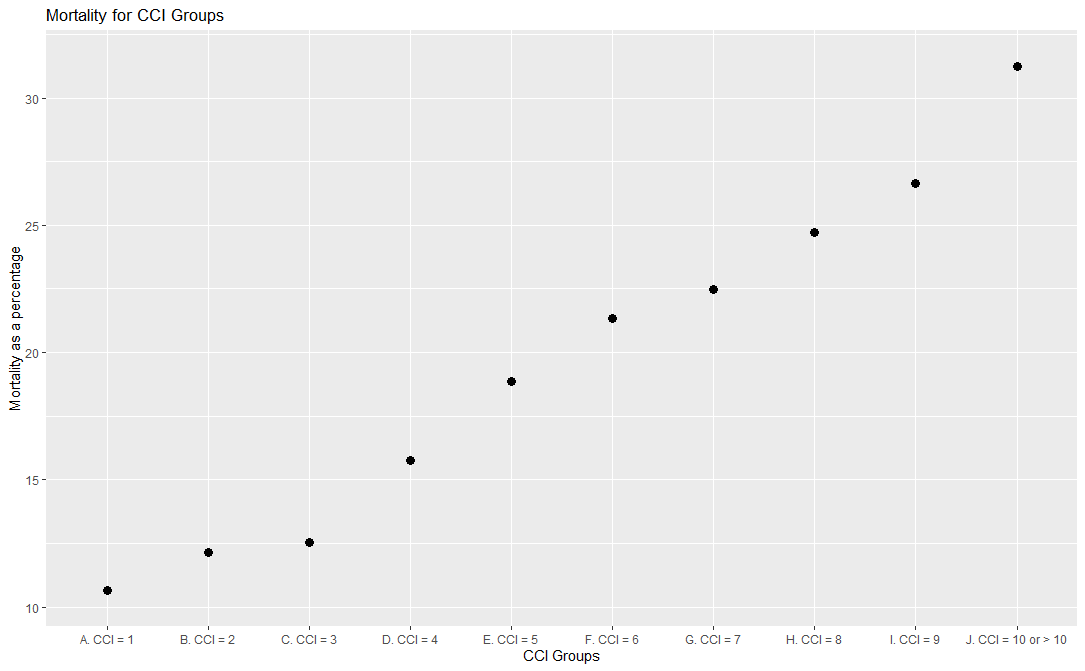 Mortality for CCI Groups
Mortality as a percentage
30
25
20
15
10
A. CCI = 1
B. CCI = 2
C. CCI = 3
D. CCI = 4
E. CCI = 5
F. CCI = 6
G. CCI = 7
H. CCI = 8
I. CCI = 9
J. CCI = 10 or > 10
CCI Groups